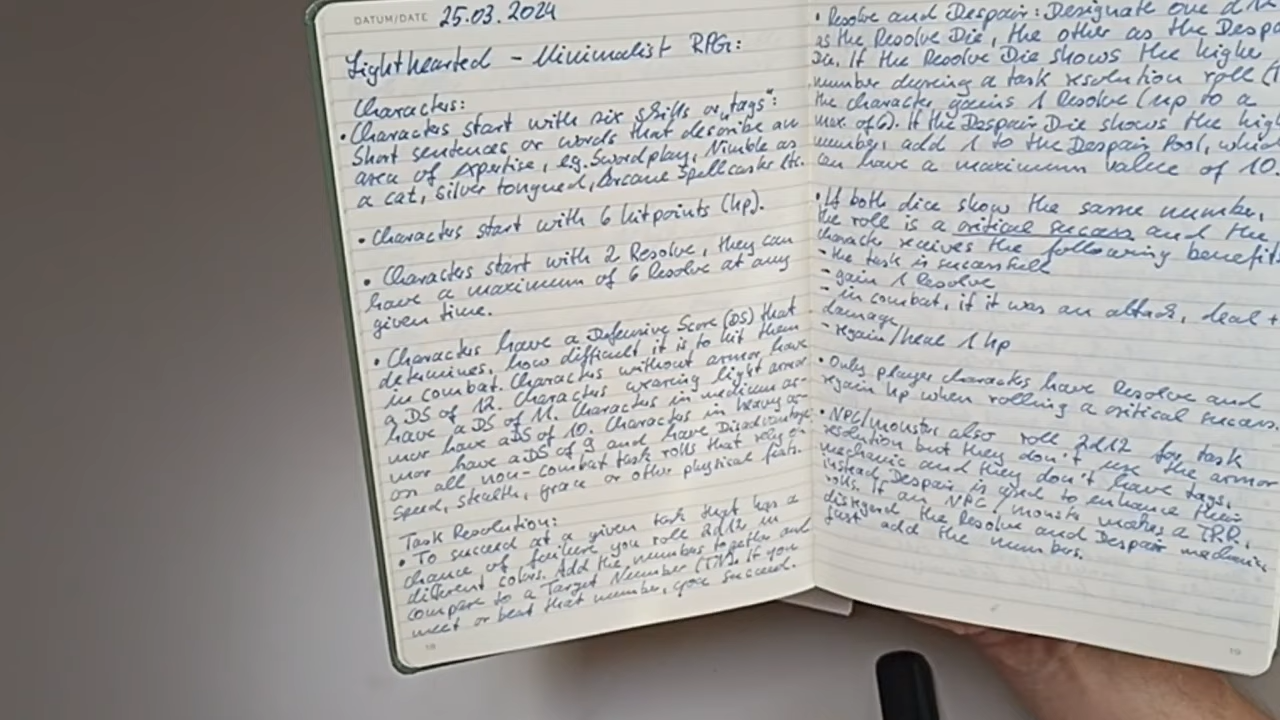 DATUM/DATE 25.03.2024
Lighthearted - Minimalist RPG:
Characters:
• Characters start with six skills or „tags":
Short sentences or words that describe an
area of expertise, eg. Swordplay, Nimble as
a cat, Silver tongued, Arcane Spellcaster etc.
• Characters start with 6 hitpoints (hp).
• Characters start with 2 Resolve, they can
have a maximum of 6 Resolve at any
given time.
• Characters have a Defensive Score (DS) that
determines, how difficult it is to hit them
in combat. Characters without armor have
a DS of 12. Characters wearing light armor
have a DS of 11. Characters in medium ar-
mor have a DS of 10. Characters in heavy ar-
mor have a DS of 9 and have Disadvantage
on all non-combat task rolls that rely on
speed, stealth, grace or other physical feats.
Task Resolution:
• To succeed at a given task that has a
chance of failure you role 2d12 in
different colors. Add the numbers together and
compare to a Target Number (TN). If you
meet or beat that number, you succeed.
18
• Resolve and Despair: Designate one d12
as the Resolve Die, the other as the Despa
Die. If the Resolve Die shows the higher
number during a task resolution roll (T
the character gains 1 Resolve (up to a
max. of 6). If the Despair Die shows the hig
number, add 1 to the Despair Pool, whic
can have a maximum value of 10.
• If both dice show the same number,
the role is a critical success and the
character receives the following benefits
- the task is sucessfull
- gain 1 Resolve
- in combat, if it was an attack, deal +
damage
- regain/heal 1 hp
• Only player characters have Resolve and
regain hp when rolling a critical success.
• NPC/monster also roll 2d12 for task
resolution but they don't use the armor
mechanic and they don't have tags,
instead Despair is used to enhance their
rolls. If an NPC/monster makes a TRR,
disregard the Resolve and Despair mechanic
just add the numbers.
19